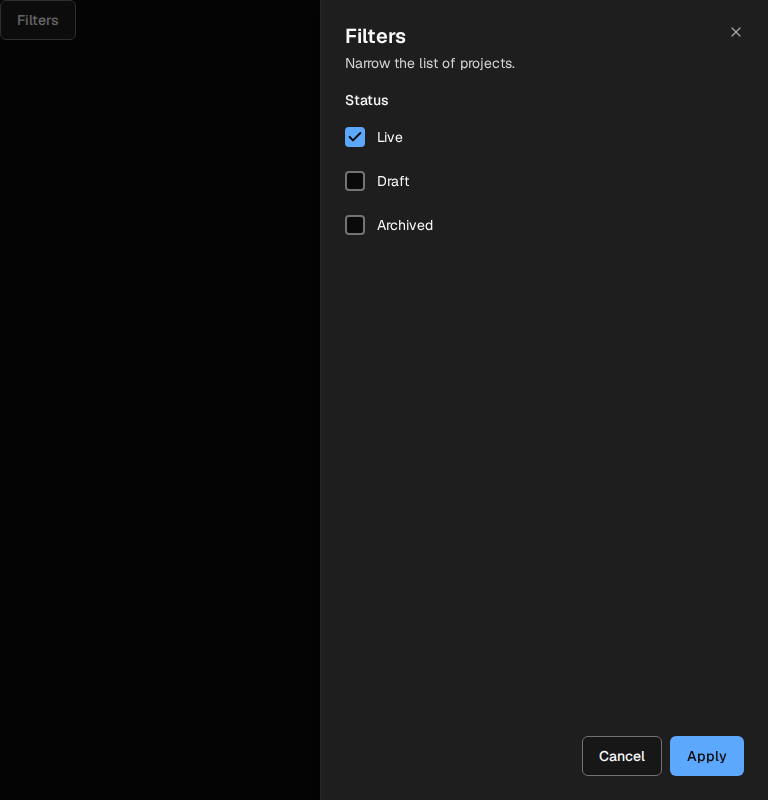 Filters
Filters
Narrow the list of projects.
Status
Live
Draft
Archived
Cancel
Apply